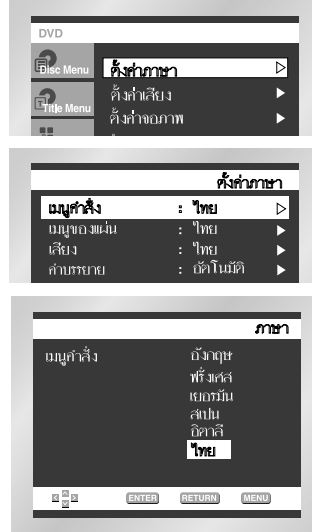 DVD
Disc Menu
ตั้งค่าภาษา
ตั้งค่าเสียง
Title Menu
ตั้งค่าจอภาพ
ตั้งค่าภาษา
เมนูคำสั่ง : ไทย
เมนูของแผ่น : ไทย
เสียง : ไทย
คำบรรยาย : อัตโนมัติ
ภาษา
เมนูคำสั่ง
อังกฤษ
ฟรั่งเศส
เยอรมัน
สเปน
อิตาลี
ไทย
ENTER RETURN MENU